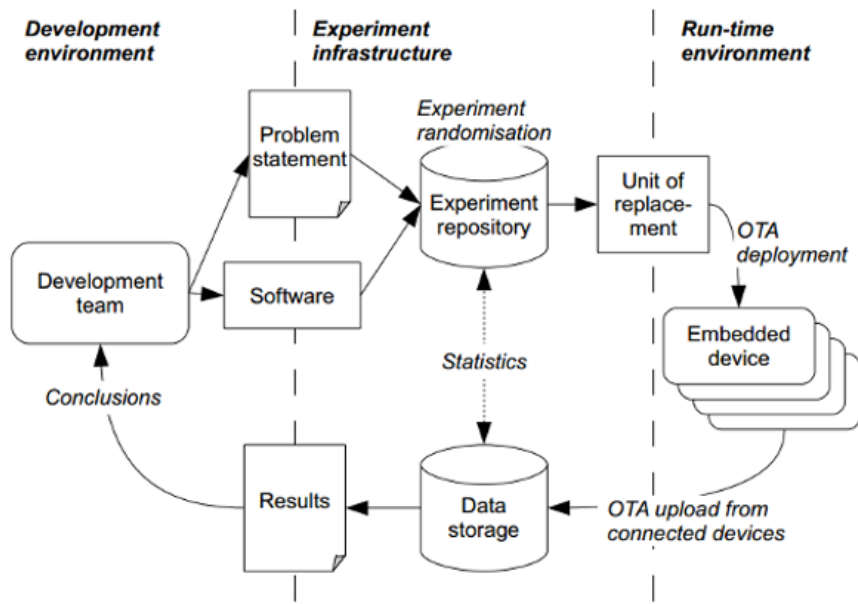 Development
environment
Experiment
infrastructure
Run-time
environment
Problem
statement
Experiment
randomisation
Experiment
repository
Unit of
replace-
ment
OTA
deployment
Development
team
Software
Embedded
device
Statistics
Conclusions
Results
Data
storage
OTA upload from
connected devices